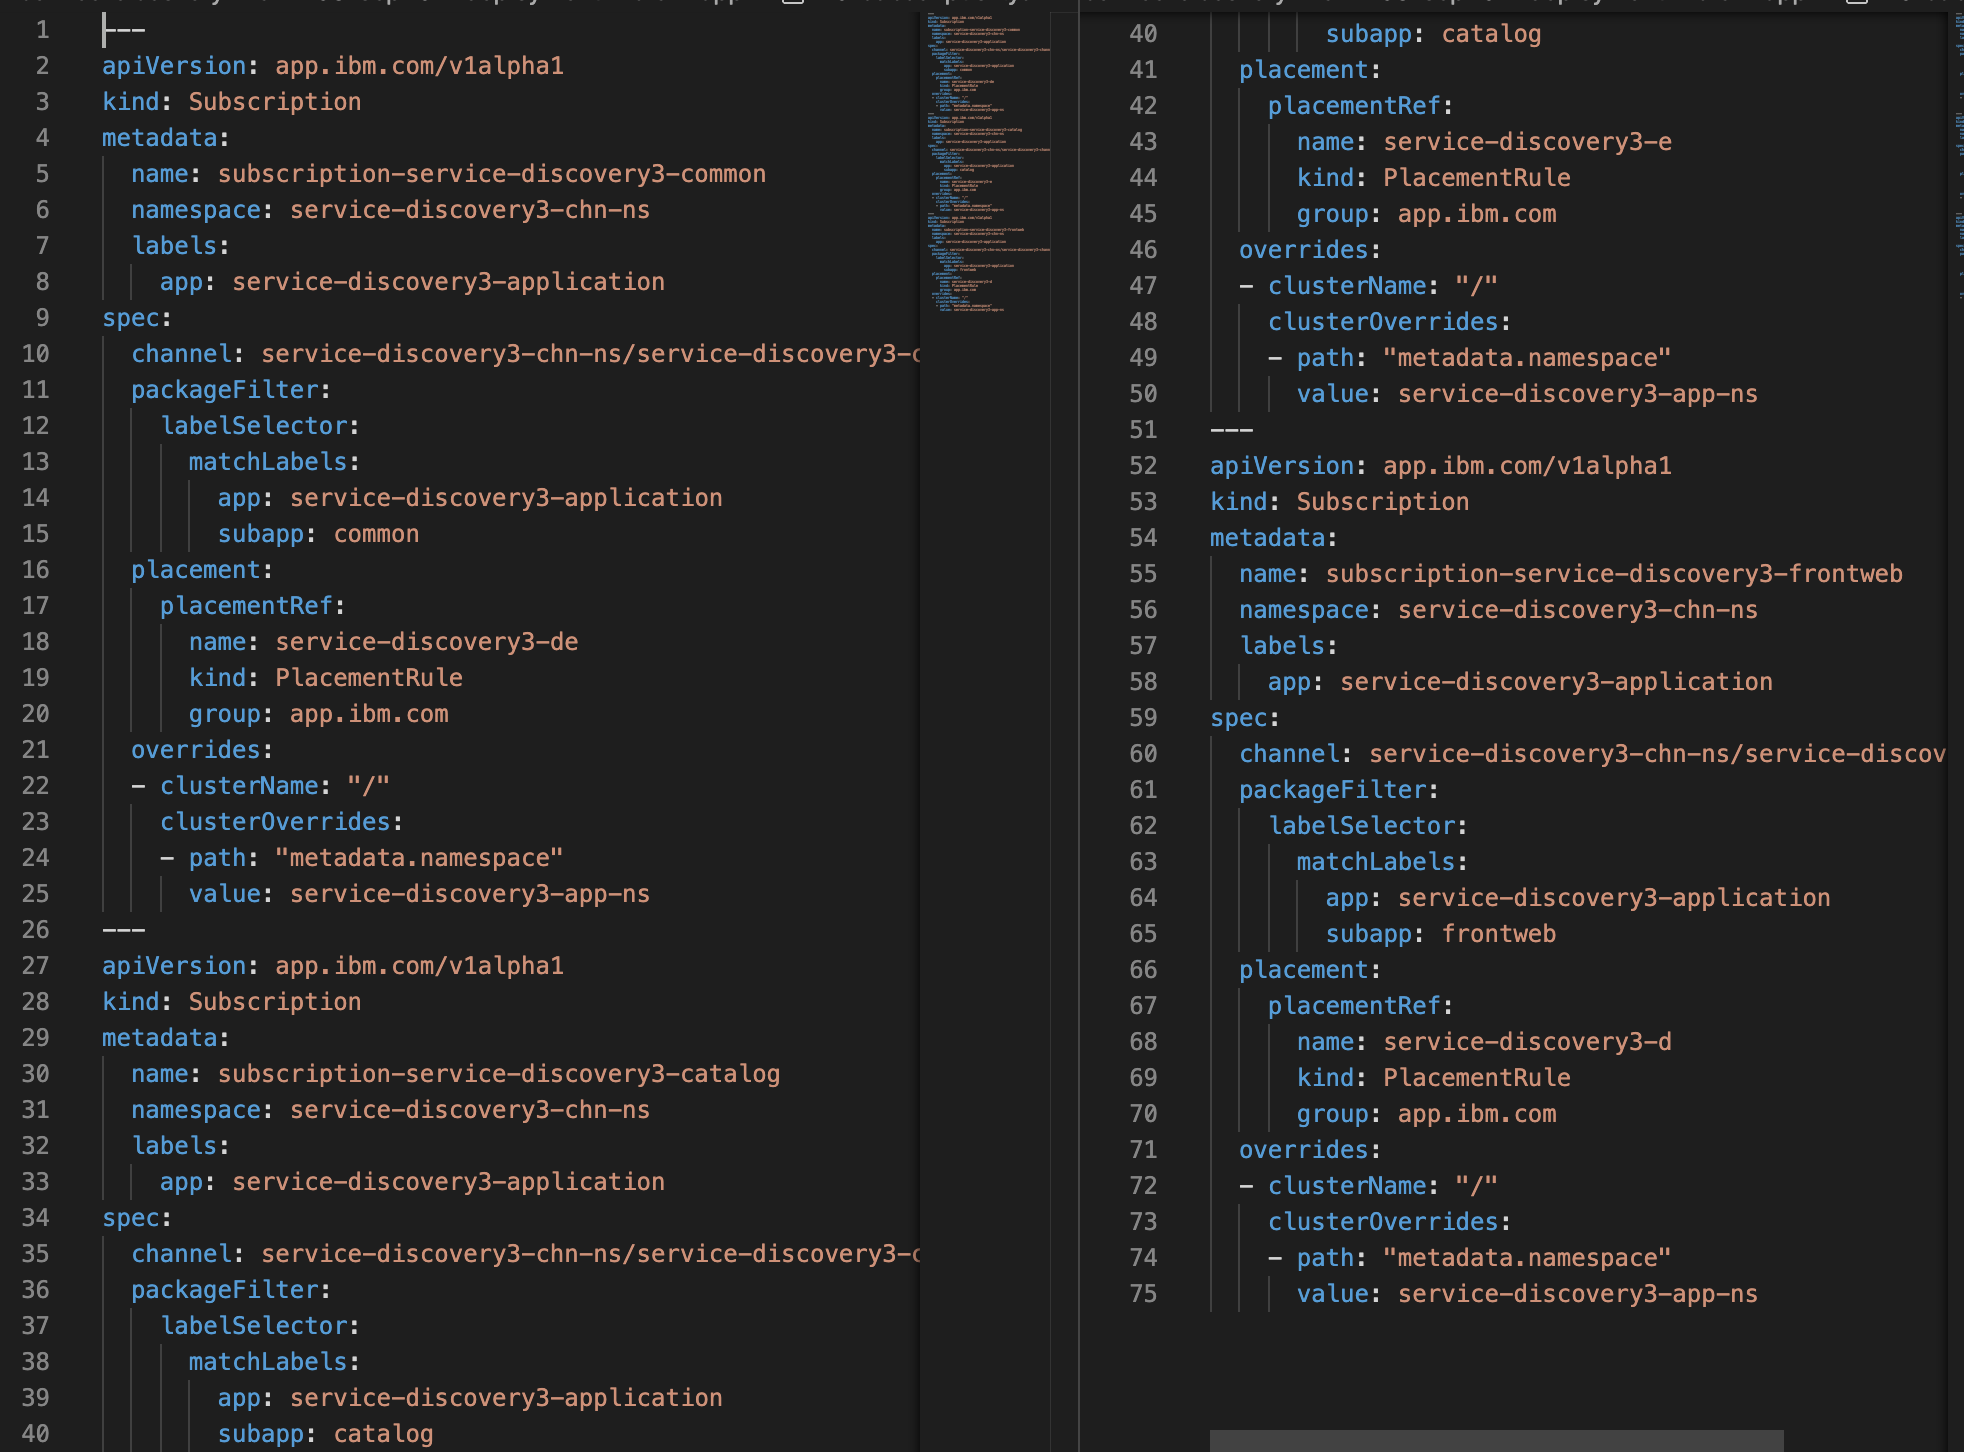 1 ---
2 apiVersion: app.ibm.com/v1alpha1
3 kind: Subscription
4 metadata:
5   name: subscription-service-discovery3-common
6   namespace: service-discovery3-chn-ns
7   labels:
8     app: service-discovery3-application
9 spec:
10   channel: service-discovery3-chn-ns/service-discovery3-
11   packageFilter:
12     labelSelector:
13       matchLabels:
14         app: service-discovery3-application
15         subapp: common
16   placement:
17     placementRef:
18       name: service-discovery3-de
19       kind: PlacementRule
20       group: app.ibm.com
21   overrides:
22   - clusterName: "/"
23     clusterOverrides:
24     - path: "metadata.namespace"
25       value: service-discovery3-app-ns
26 ---
27 apiVersion: app.ibm.com/v1alpha1
28 kind: Subscription
29 metadata:
30   name: subscription-service-discovery3-catalog
31   namespace: service-discovery3-chn-ns
32   labels:
33     app: service-discovery3-application
34 spec:
35   channel: service-discovery3-chn-ns/service-discovery3-
36   packageFilter:
37     labelSelector:
38       matchLabels:
39         app: service-discovery3-application
40         subapp: catalog
40         subapp: catalog
41   placement:
42     placementRef:
43       name: service-discovery3-e
44       kind: PlacementRule
45       group: app.ibm.com
46   overrides:
47   - clusterName: "/"
48     clusterOverrides:
49     - path: "metadata.namespace"
50       value: service-discovery3-app-ns
51 ---
52 apiVersion: app.ibm.com/v1alpha1
53 kind: Subscription
54 metadata:
55   name: subscription-service-discovery3-frontweb
56   namespace: service-discovery3-chn-ns
57   labels:
58     app: service-discovery3-application
59 spec:
60   channel: service-discovery3-chn-ns/service-discov
61   packageFilter:
62     labelSelector:
63       matchLabels:
64         app: service-discovery3-application
65         subapp: frontweb
66   placement:
67     placementRef:
68       name: service-discovery3-d
69       kind: PlacementRule
70       group: app.ibm.com
71   overrides:
72   - clusterName: "/"
73     clusterOverrides:
74     - path: "metadata.namespace"
75       value: service-discovery3-app-ns